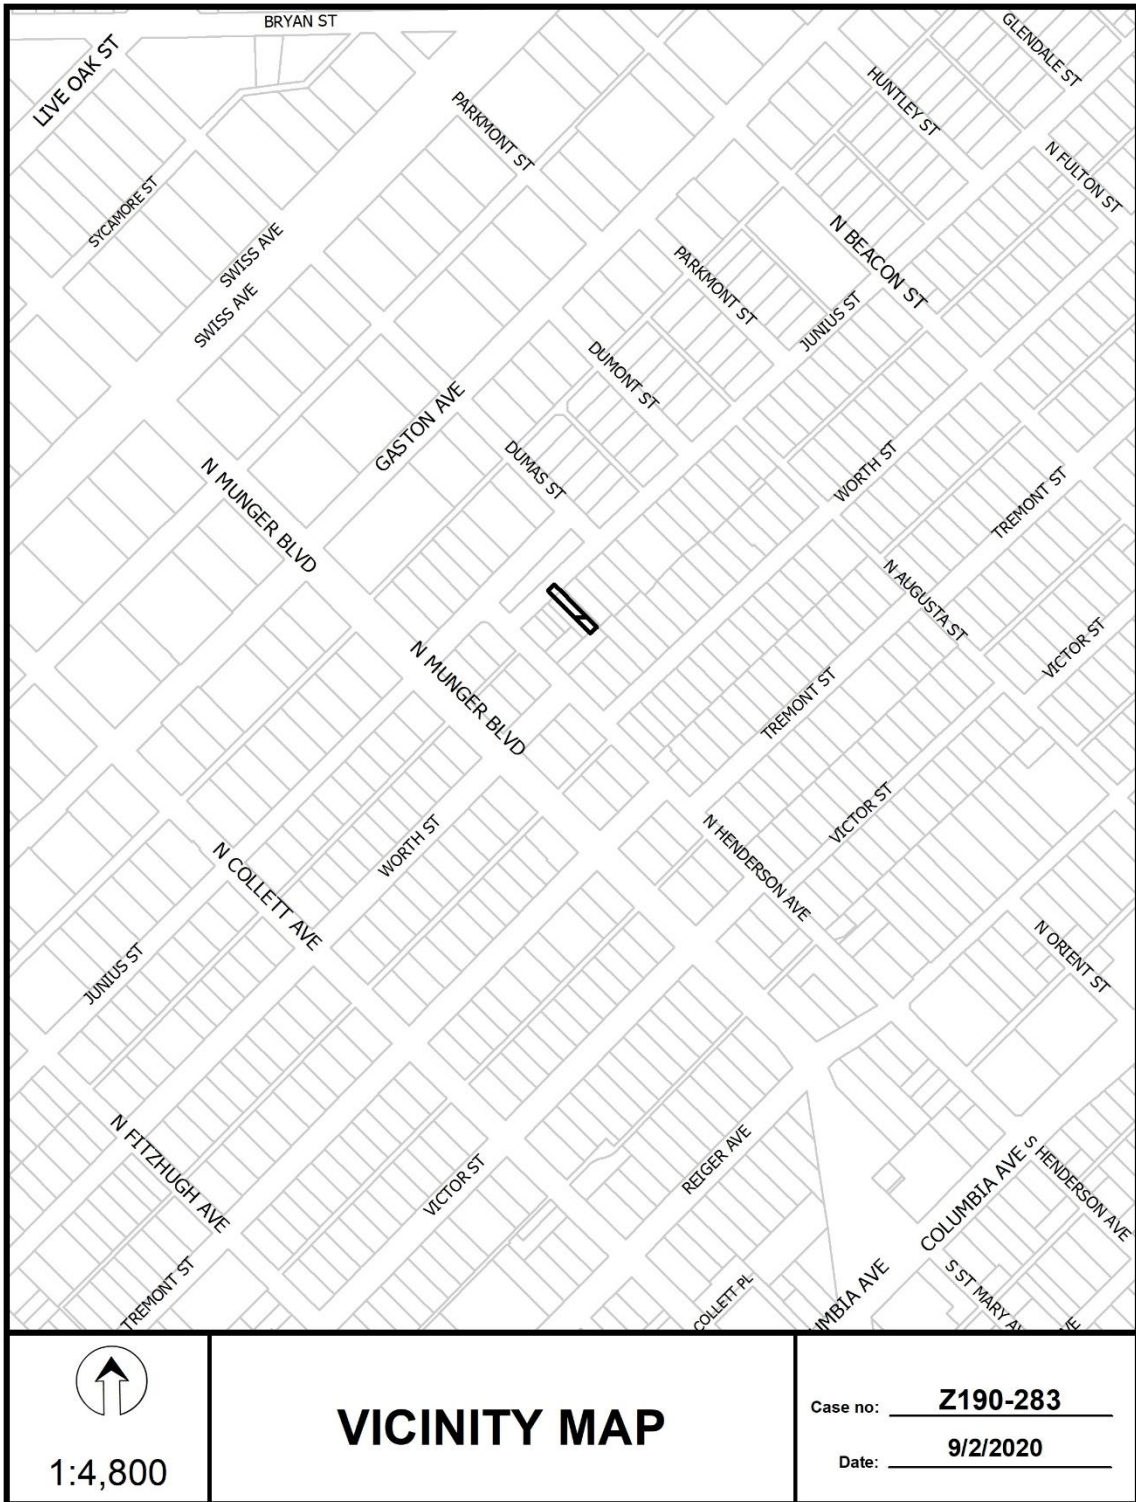 BRYAN ST
GLENDALE ST
LIVE OAK ST
HUNTLEY ST
PARKMONT ST
N FULTON ST
SYCAMORE ST
SWISS AVE
N BEACON ST
PARKMONT ST
SWISS AVE
JUNIUS ST
DUMONT ST
GASTON AVE
DUMAS ST
WORTH ST
N MUNGER BLVD
TREMONT ST
N AUGUSTA ST
VICTOR ST
N MUNGER BLVD
TREMONT ST
VICTOR ST
WORTH ST
N HENDERSON AVE
N COLLETT AVE
N ORIENT ST
JUNIUS ST
N FITZHUGH AVE
REIGER AVE
VICTOR ST
S HENDERSON AVE
COLUMBIA AVE
TREMONT ST
COLLETT PL
UMBIA AVE
S ST MARY AV
VE
1:4,800
VICINITY MAP
Case no: Z190-283
Date: 9/2/2020